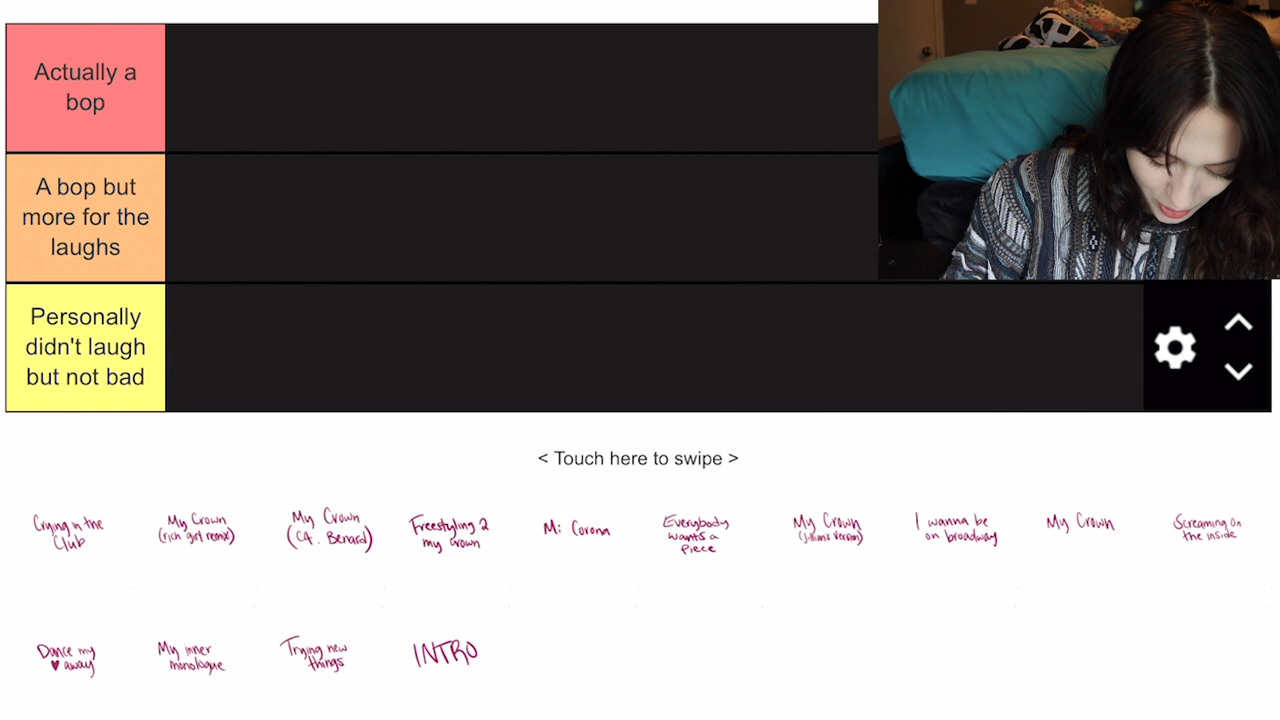 Actually a
bop
A bop but
more for the
laughs
Personally
didn't laugh
but not bad
< Touch here to swipe >
Crying in the
Club
My Crown
(rich girl remix)
My Crown
(C4. Benard)
Freestyling 2
my crown
Mi Corona
Everybody
wants a
piece
My Crown
(Jillians Version)
I wanna be
on broadway
My Crown
Screaming on
the inside
Dance my
♥ away
My inner
monologue
Trying new
things
INTRO